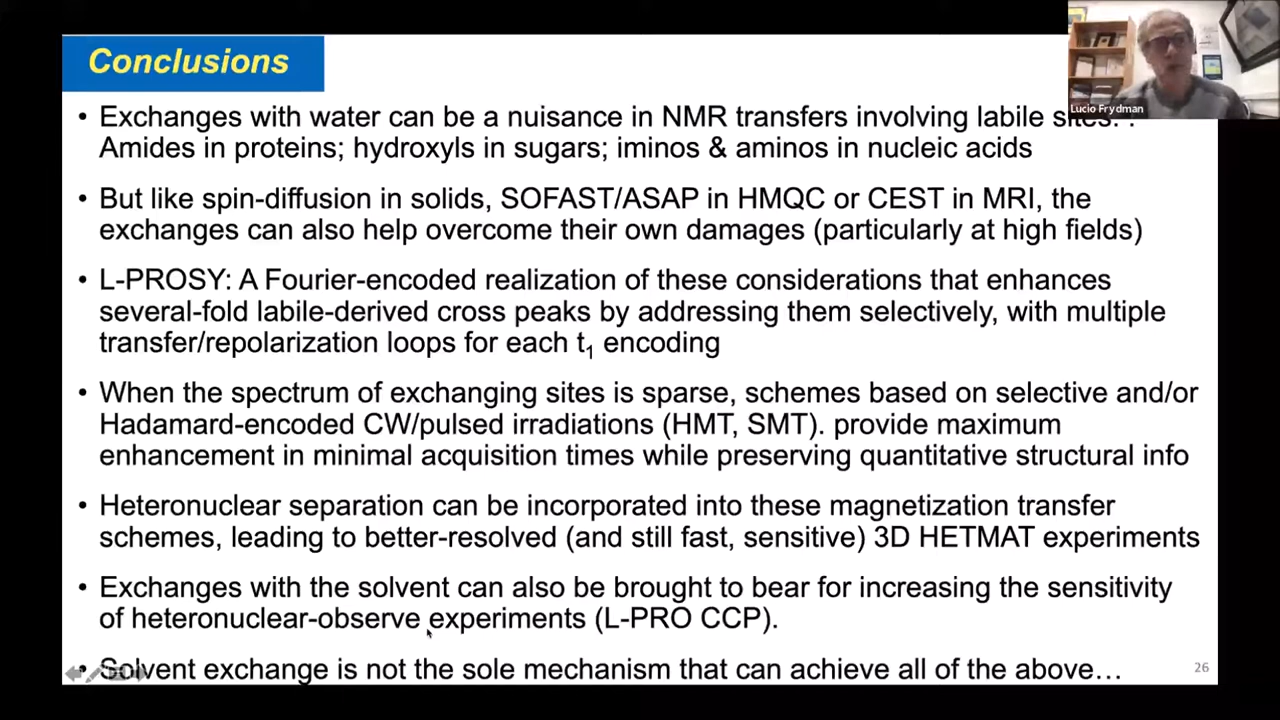 Conclusions
Lucio Frydman
• Exchanges with water can be a nuisance in NMR transfers involving labile sites: :
Amides in proteins; hydroxyls in sugars; iminos & aminos in nucleic acids
• But like spin-diffusion in solids, SOFAST/ASAP in HMQC or CEST in MRI, the
exchanges can also help overcome their own damages (particularly at high fields)
• L-PROSY: A Fourier-encoded realization of these considerations that enhances
several-fold labile-derived cross peaks by addressing them selectively, with multiple
transfer/repolarization loops for each t₁ encoding
• When the spectrum of exchanging sites is sparse, schemes based on selective and/or
Hadamard-encoded CW/pulsed irradiations (HMT, SMT). provide maximum
enhancement in minimal acquisition times while preserving quantitative structural info
• Heteronuclear separation can be incorporated into these magnetization transfer
schemes, leading to better-resolved (and still fast, sensitive) 3D HETMAT experiments
• Exchanges with the solvent can also be brought to bear for increasing the sensitivity
of heteronuclear-observe experiments (L-PRO CCP).
• Solvent exchange is not the sole mechanism that can achieve all of the above…
26